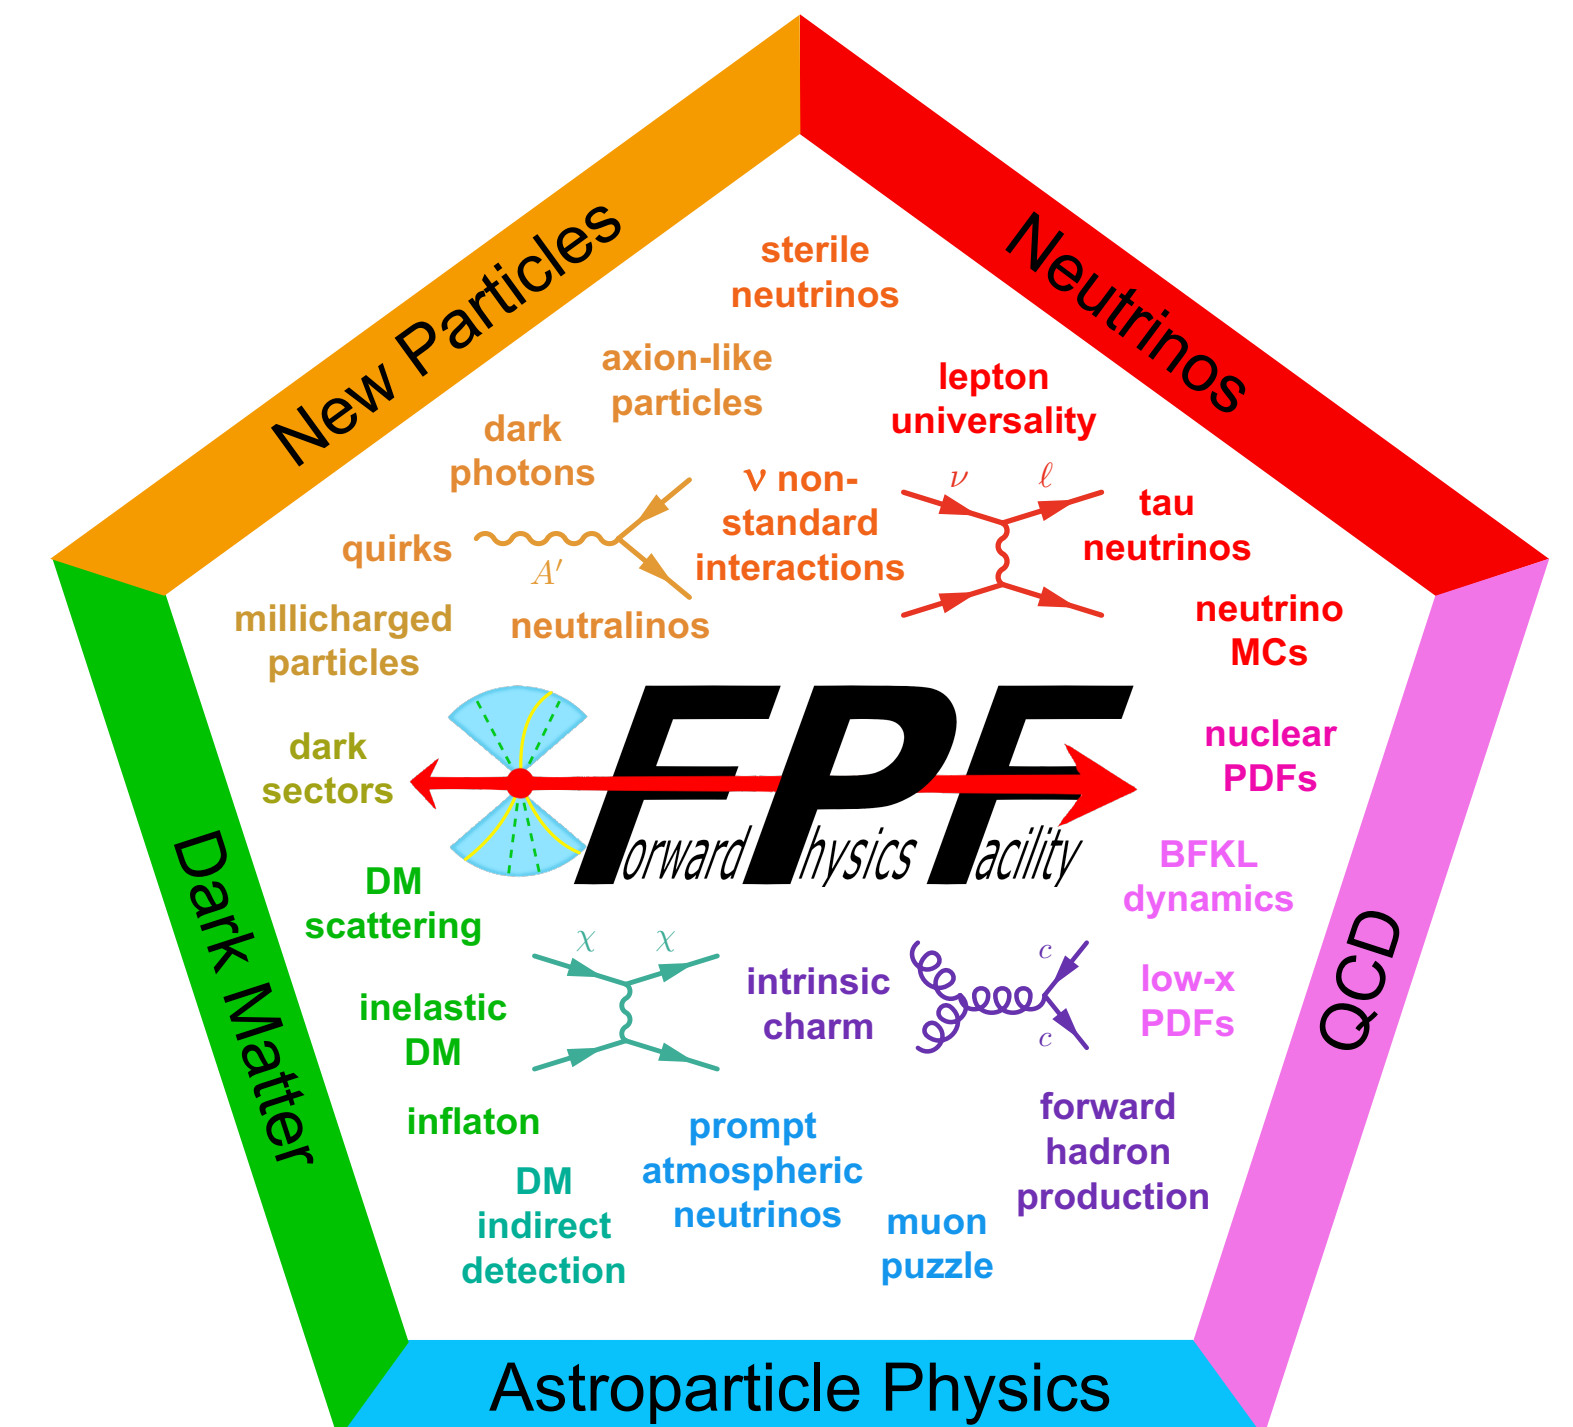 New Particles
Neutrinos
sterile
neutrinos
axion-like
particles
lepton
universality
dark
photons
ν non-
standard
interactions
ν
ℓ
tau
neutrinos
quirks
A′
neutralinos
neutrino
MCs
millicharged
particles
dark
sectors
Forward Physics Facility
nuclear
PDFs
BFKL
dynamics
Dark Matter
DM
scattering
χ
χ
QCD
inelastic
DM
intrinsic
charm
c
c
low-x
PDFs
inflaton
prompt
atmospheric
neutrinos
forward
hadron
production
DM
indirect
detection
muon
puzzle
Astroparticle Physics